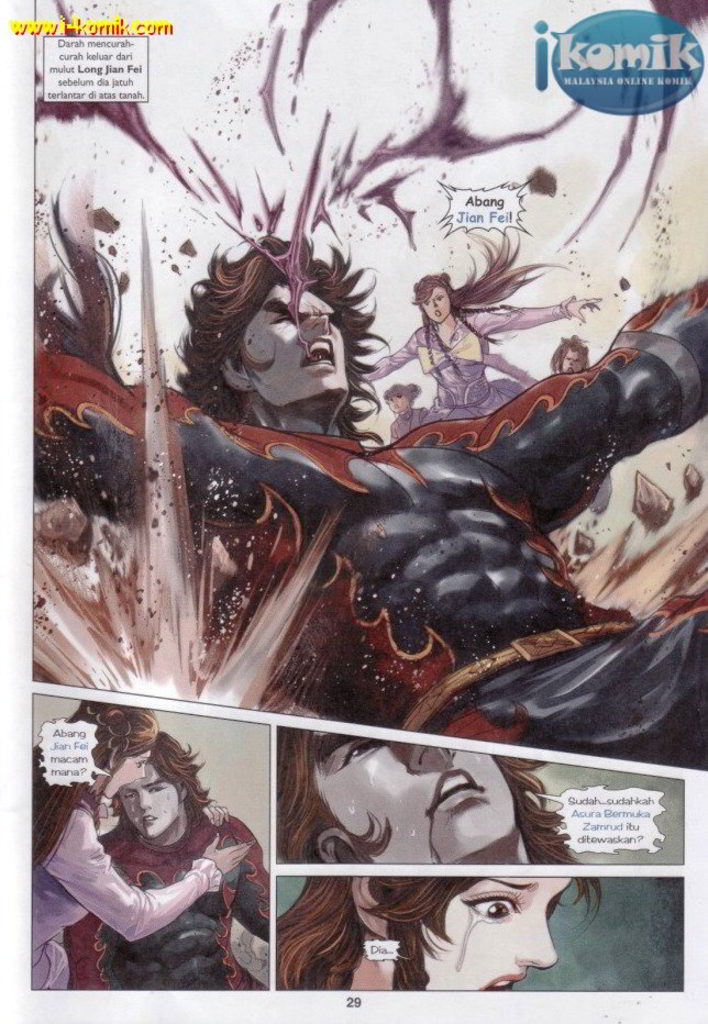 www.i-komik.com
ikomik
MALAYSIA ONLINE KOMIK
Darah mencurah-
curah keluar dari
mulut Long Jian Fei
sebelum dia jatuh
terlantar di atas tanah.
Abang
Jian Fei!
Abang
Jian Fei
macam
mana?
Sudah...sudahkah
Asura Bermuka
Zamrud itu
ditewaskan?
Dia...
29